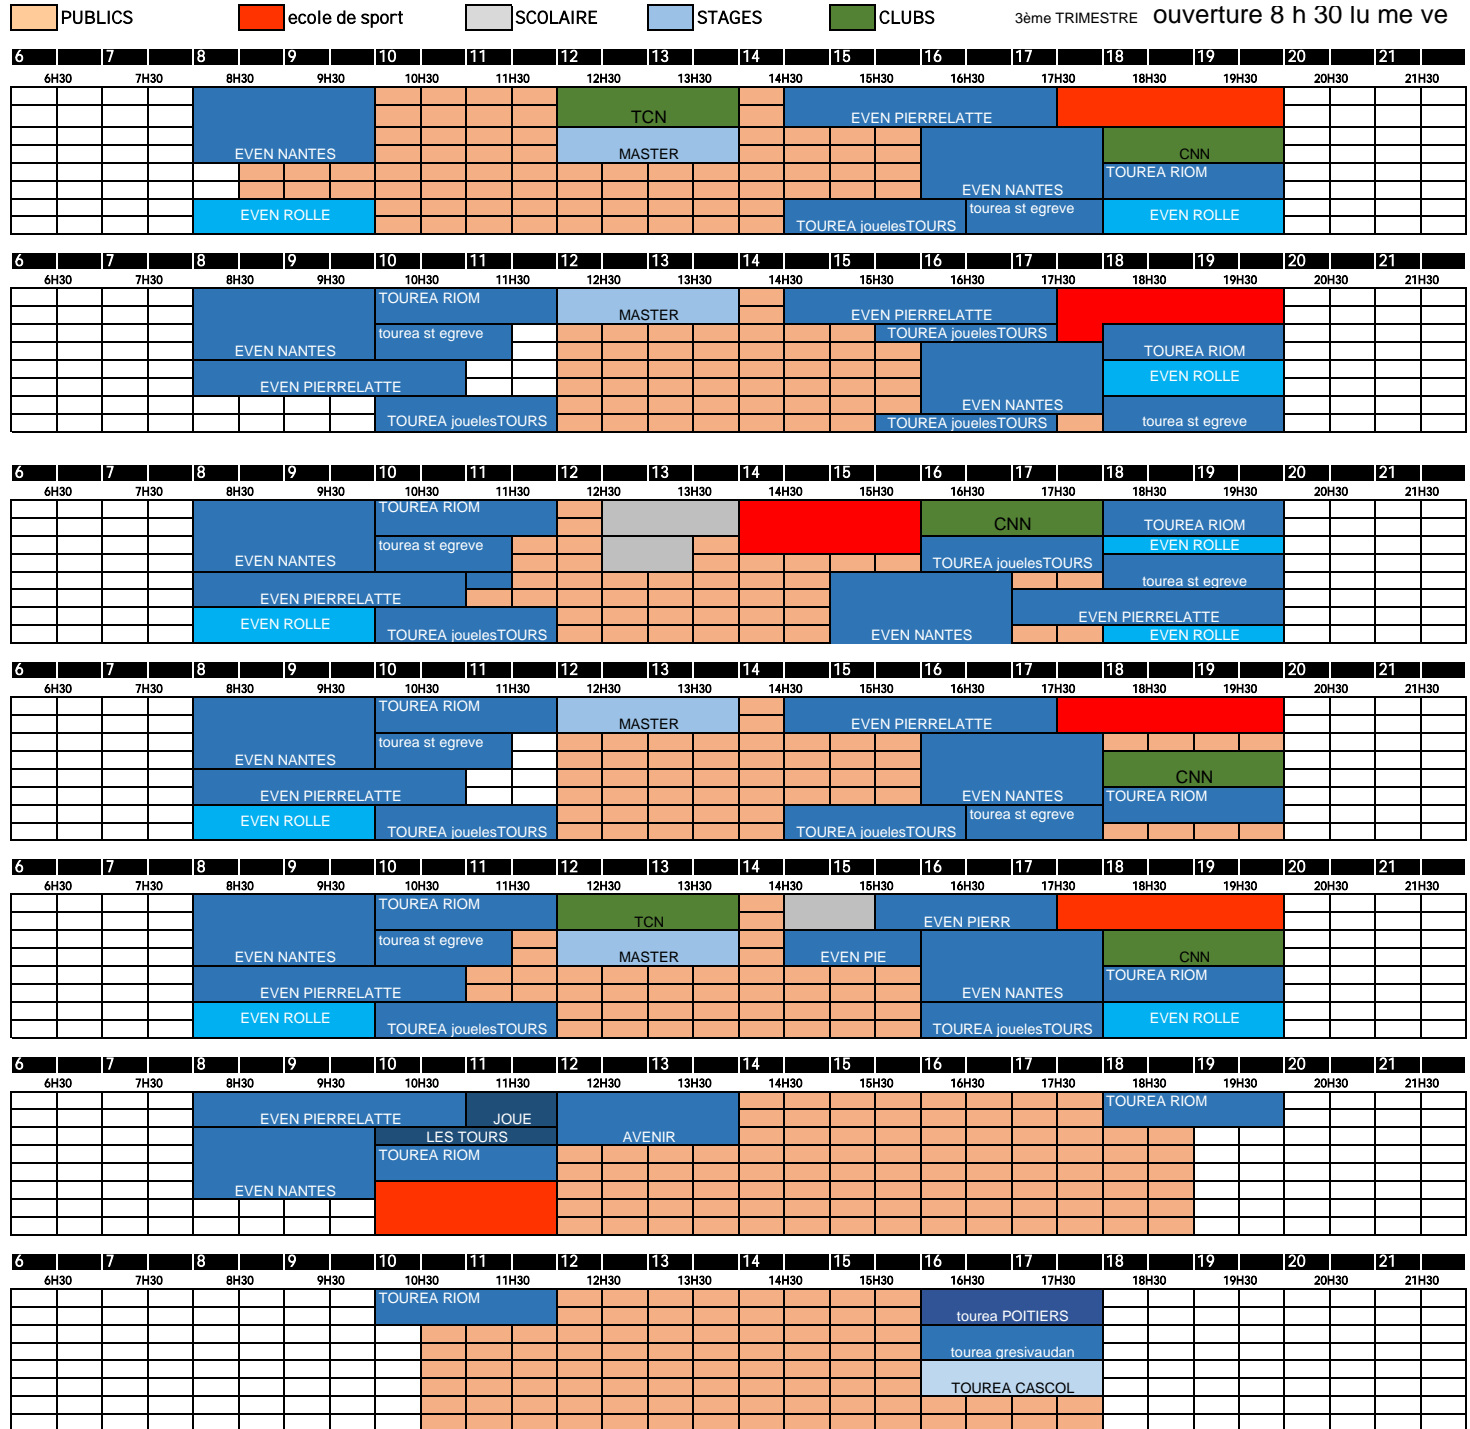 PUBLICS ecole de sport SCOLAIRE STAGES CLUBS 3ème TRIMESTRE ouverture 8 h 30 lu me ve
6 7 8 9 10 11 12 13 14 15 16 17 18 19 20 21
6H30 7H30 8H30 9H30 10H30 11H30 12H30 13H30 14H30 15H30 16H30 17H30 18H30 19H30 20H30 21H30
TCN EVEN PIERRELATTE
EVEN NANTES MASTER CNN
TOUREA RIOM
EVEN NANTES
EVEN ROLLE tourea st egreve EVEN ROLLE
TOUREA jouelesTOURS
6 7 8 9 10 11 12 13 14 15 16 17 18 19 20 21
6H30 7H30 8H30 9H30 10H30 11H30 12H30 13H30 14H30 15H30 16H30 17H30 18H30 19H30 20H30 21H30
TOUREA RIOM
MASTER EVEN PIERRELATTE
tourea st egreve TOUREA jouelesTOURS
EVEN NANTES TOUREA RIOM
EVEN PIERRELATTE EVEN ROLLE
EVEN NANTES
TOUREA jouelesTOURS TOUREA jouelesTOURS tourea st egreve
6 7 8 9 10 11 12 13 14 15 16 17 18 19 20 21
6H30 7H30 8H30 9H30 10H30 11H30 12H30 13H30 14H30 15H30 16H30 17H30 18H30 19H30 20H30 21H30
TOUREA RIOM
CNN TOUREA RIOM
tourea st egreve EVEN ROLLE
EVEN NANTES TOUREA jouelesTOURS
tourea st egreve
EVEN PIERRELATTE
EVEN ROLLE EVEN PIERRELATTE
TOUREA jouelesTOURS EVEN NANTES EVEN ROLLE
6 7 8 9 10 11 12 13 14 15 16 17 18 19 20 21
6H30 7H30 8H30 9H30 10H30 11H30 12H30 13H30 14H30 15H30 16H30 17H30 18H30 19H30 20H30 21H30
TOUREA RIOM
MASTER EVEN PIERRELATTE
tourea st egreve
EVEN NANTES
CNN
EVEN PIERRELATTE EVEN NANTES TOUREA RIOM
EVEN ROLLE tourea st egreve
TOUREA jouelesTOURS TOUREA jouelesTOURS
6 7 8 9 10 11 12 13 14 15 16 17 18 19 20 21
6H30 7H30 8H30 9H30 10H30 11H30 12H30 13H30 14H30 15H30 16H30 17H30 18H30 19H30 20H30 21H30
TOUREA RIOM
TCN EVEN PIERR
tourea st egreve
EVEN NANTES MASTER EVEN PIE CNN
TOUREA RIOM
EVEN PIERRELATTE EVEN NANTES
EVEN ROLLE EVEN ROLLE
TOUREA jouelesTOURS TOUREA jouelesTOURS
6 7 8 9 10 11 12 13 14 15 16 17 18 19 20 21
6H30 7H30 8H30 9H30 10H30 11H30 12H30 13H30 14H30 15H30 16H30 17H30 18H30 19H30 20H30 21H30
TOUREA RIOM
EVEN PIERRELATTE JOUE
LES TOURS AVENIR
TOUREA RIOM
EVEN NANTES
6 7 8 9 10 11 12 13 14 15 16 17 18 19 20 21
6H30 7H30 8H30 9H30 10H30 11H30 12H30 13H30 14H30 15H30 16H30 17H30 18H30 19H30 20H30 21H30
TOUREA RIOM
tourea POITIERS
tourea gresivaudan
TOUREA CASCOL